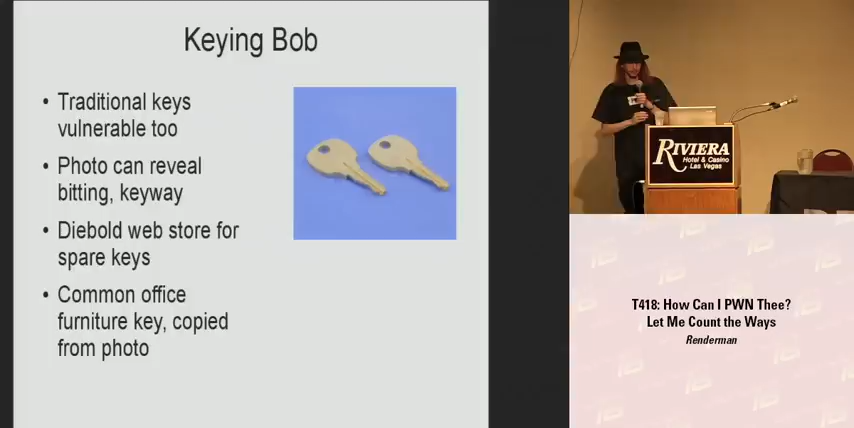 Keying Bob
• Traditional keys
vulnerable too
• Photo can reveal
bitting, keyway
• Diebold web store for
spare keys
• Common office
furniture key, copied
from photo
RIVIERA
Hotel & Casino
Las Vegas
T418: How Can I PWN Thee?
Let Me Count the Ways
Renderman